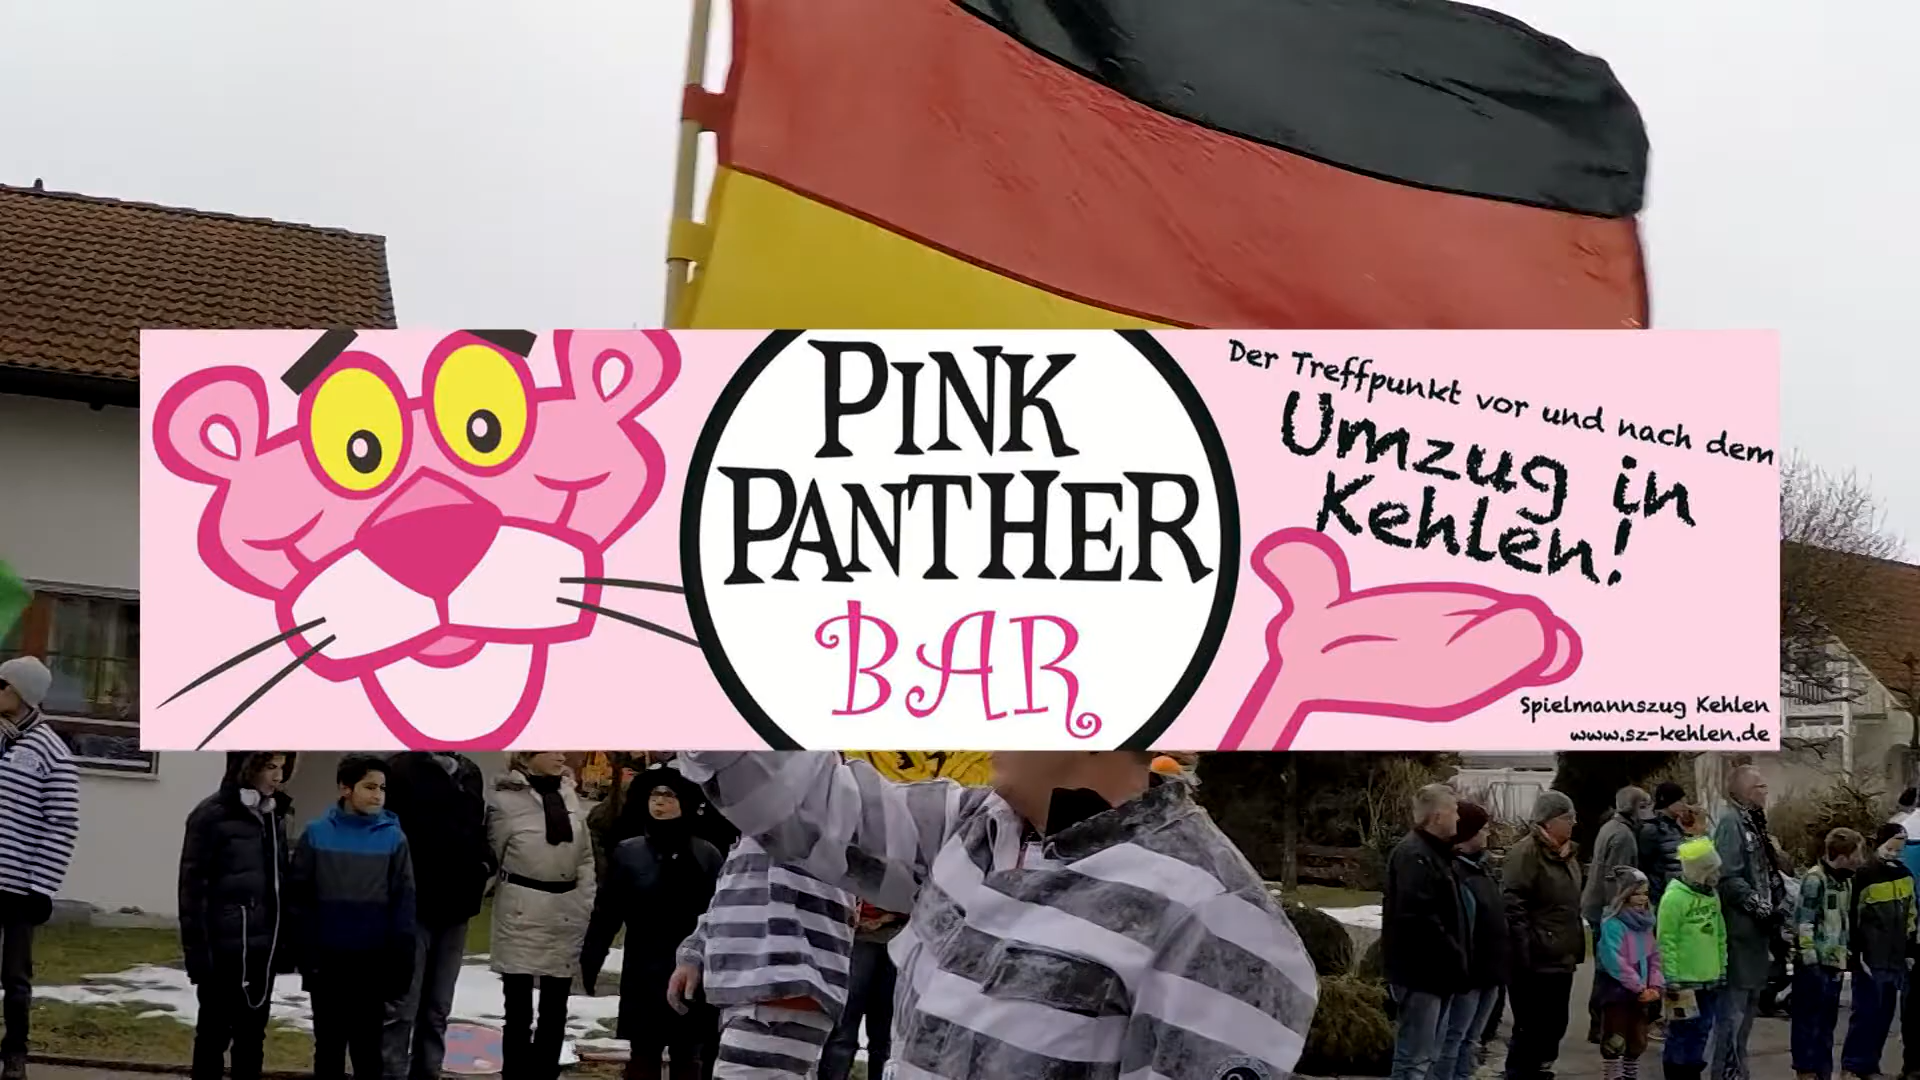 PINK
PANTHER
BAR
Der Treffpunkt vor und nach dem
Umzug in
Kehlen!
Spielmannszug Kehlen
www.sz-kehlen.de